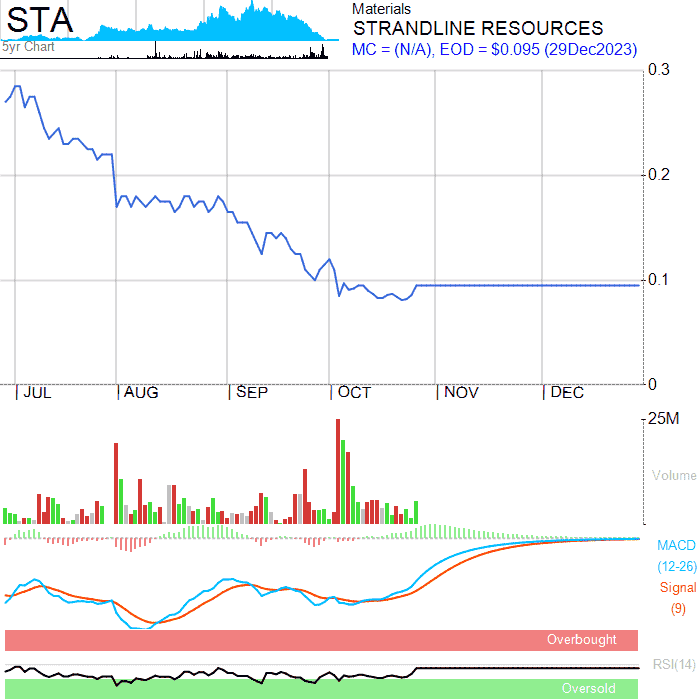 STA
5yr Chart
Materials
STRANDLINE RESOURCES
MC = (N/A), EOD = $0.095 (29Dec2023)
0.3
0.2
0.1
0
JUL
AUG
SEP
OCT
NOV
DEC
25M
Volume
MACD
(12-26)
Signal
(9)
Overbought
RSI(14)
Oversold